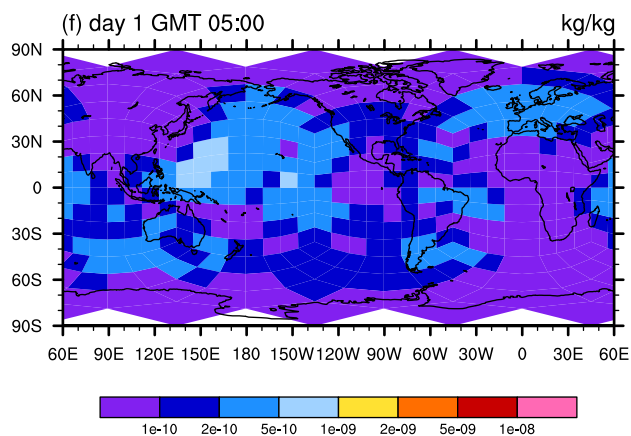 (f) day 1 GMT 05:00 kg/kg
90N
60N
30N
0
30S
60S
90S
60E 90E 120E 150E 180 150W 120W 90W 60W 30W 0 30E 60E
1e-10 2e-10 5e-10 1e-09 2e-09 5e-09 1e-08